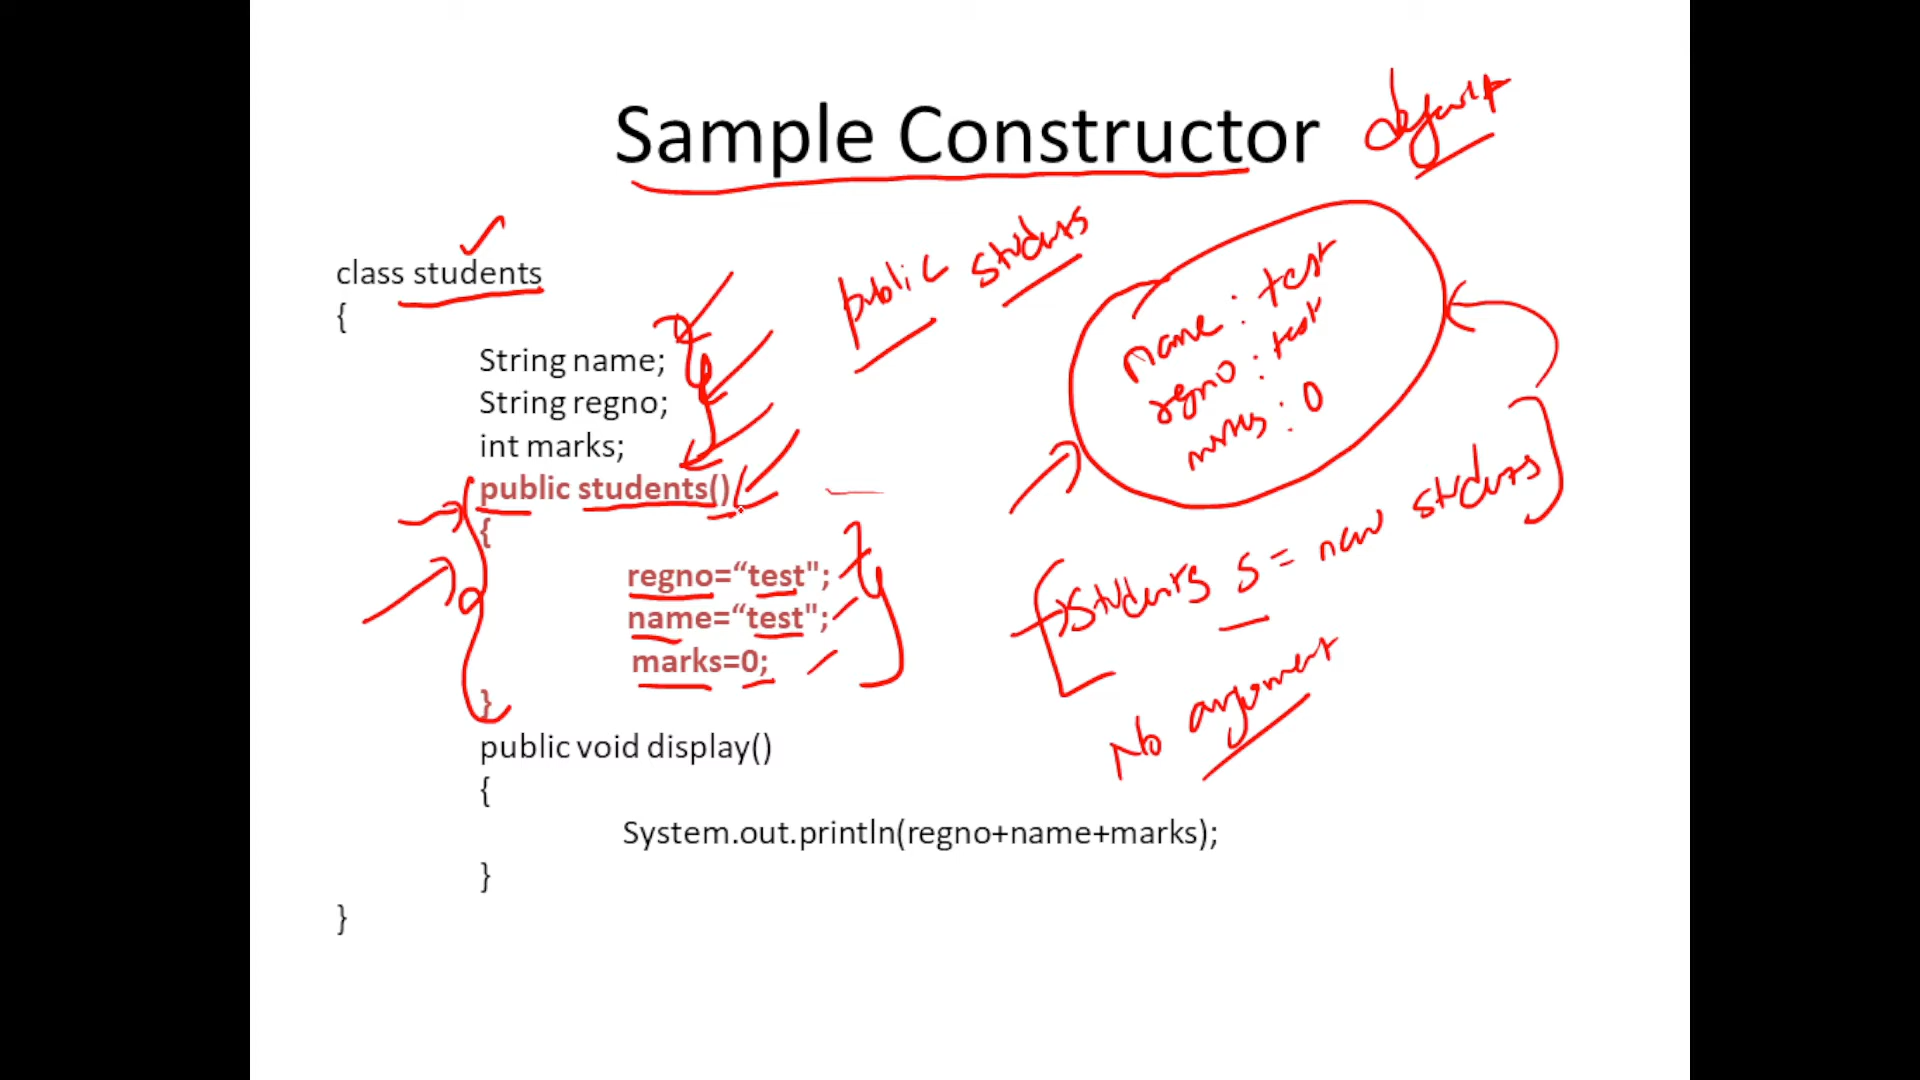 Sample Constructor
default
class students
{
String name;
String regno;
int marks;
public students()
{
regno=“test";
name=“test";
marks=0;
}
public void display()
{
System.out.println(regno+name+marks);
}
}
public students
name : test
regno : test
marks : 0
students s = new students
No argument